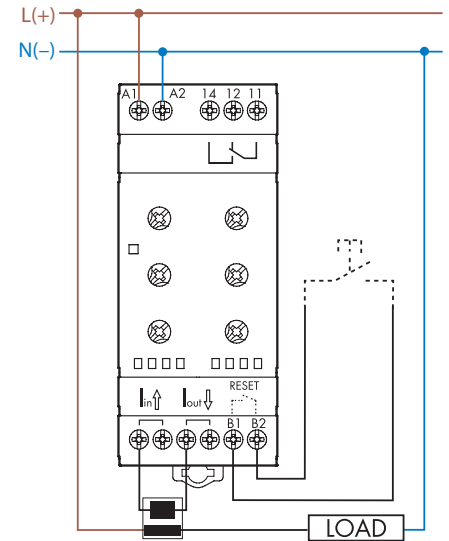 L(+)
N(–)
A1 A2 14 12 11
Iin Iout RESET
B1 B2
LOAD